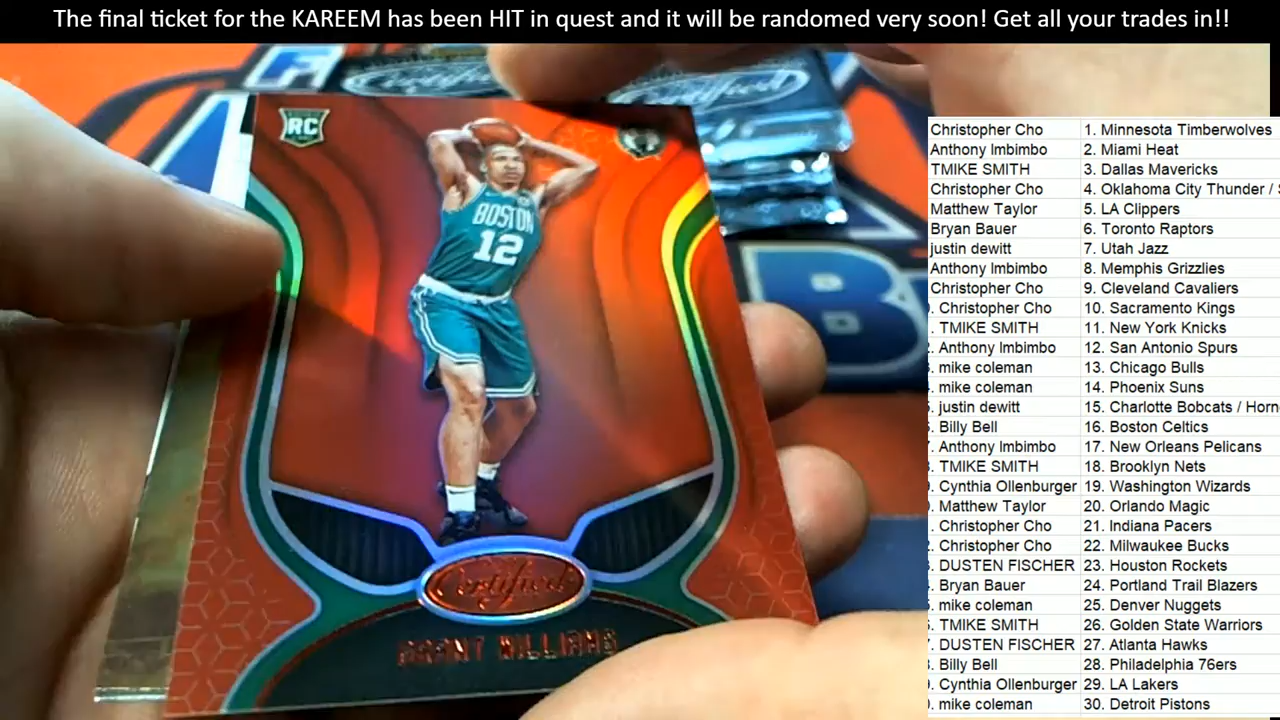 The final ticket for the KAREEM has been HIT in quest and it will be randomed very soon! Get all your trades in!!
RC
BOSTON
12
Certified
GRANT WILLIAMS
Certified
Certified
B
Christopher Cho 1. Minnesota Timberwolves
Anthony Imbimbo 2. Miami Heat
TMIKE SMITH 3. Dallas Mavericks
Christopher Cho 4. Oklahoma City Thunder /
Matthew Taylor 5. LA Clippers
Bryan Bauer 6. Toronto Raptors
justin dewitt 7. Utah Jazz
Anthony Imbimbo 8. Memphis Grizzlies
Christopher Cho 9. Cleveland Cavaliers
. Christopher Cho 10. Sacramento Kings
. TMIKE SMITH 11. New York Knicks
. Anthony Imbimbo 12. San Antonio Spurs
. mike coleman 13. Chicago Bulls
. mike coleman 14. Phoenix Suns
. justin dewitt 15. Charlotte Bobcats / Horn
. Billy Bell 16. Boston Celtics
. Anthony Imbimbo 17. New Orleans Pelicans
. TMIKE SMITH 18. Brooklyn Nets
. Cynthia Ollenburger 19. Washington Wizards
. Matthew Taylor 20. Orlando Magic
. Christopher Cho 21. Indiana Pacers
. Christopher Cho 22. Milwaukee Bucks
. DUSTEN FISCHER 23. Houston Rockets
. Bryan Bauer 24. Portland Trail Blazers
. mike coleman 25. Denver Nuggets
. TMIKE SMITH 26. Golden State Warriors
. DUSTEN FISCHER 27. Atlanta Hawks
. Billy Bell 28. Philadelphia 76ers
. Cynthia Ollenburger 29. LA Lakers
. mike coleman 30. Detroit Pistons